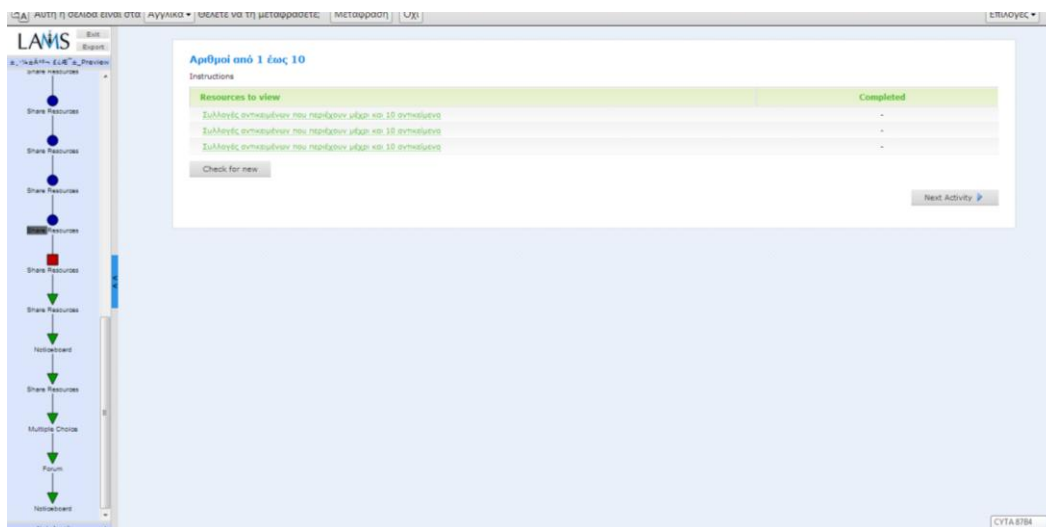 Αυτή η σελίδα είναι στα Αγγλικά Θέλετε να τη μεταφράσετε; Μετάφραση Όχι Επιλογές
LAMS
Exit
Export
_Preview
Share Resources
Share Resources
Share Resources
Share Resources
Share Resources
Share Resources
Share Resources
Noticeboard
Share Resources
Multiple Choice
Forum
Noticeboard
Αριθμοί από 1 έως 10
Instructions
Resources to view Completed
Συλλογές αντικειμένων που περιέχουν μέχρι και 10 αντικείμενα -
Συλλογές αντικειμένων που περιέχουν μέχρι και 10 αντικείμενα -
Συλλογές αντικειμένων που περιέχουν μέχρι και 10 αντικείμενα -
Check for new
Next Activity
CYTA 8784